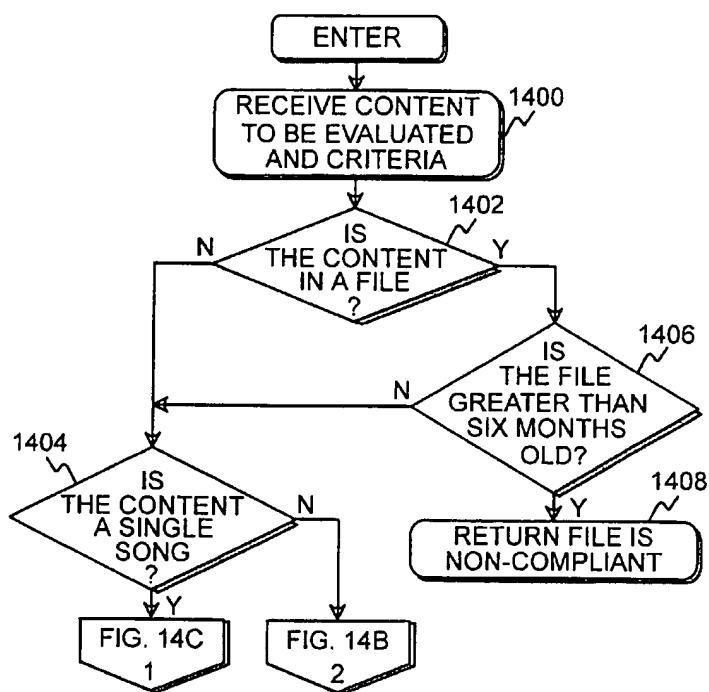 ENTER
RECEIVE CONTENT
TO BE EVALUATED
AND CRITERIA
1400
IS
THE CONTENT
IN A FILE
?
1402
N
Y
IS
THE FILE
GREATER THAN
SIX MONTHS
OLD?
1406
N
Y
1404
IS
THE CONTENT
A SINGLE
SONG
?
N
Y
1408
RETURN FILE IS
NON-COMPLIANT
FIG. 14C
1
FIG. 14B
2